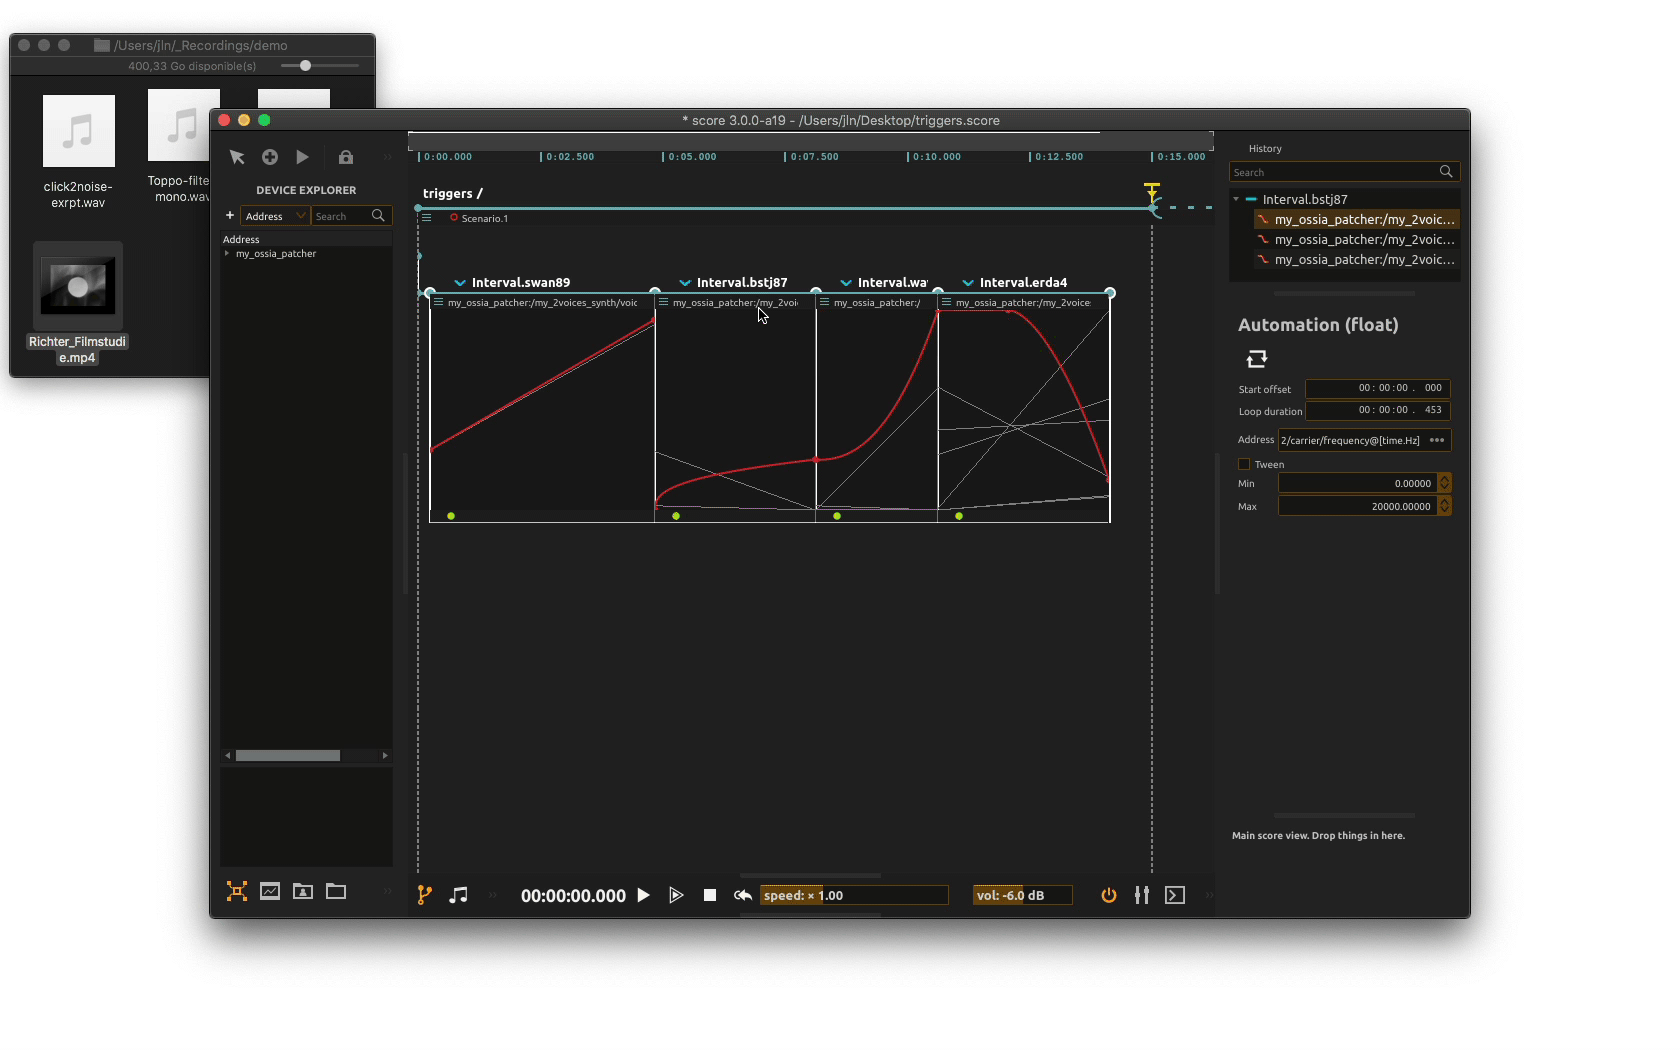 /Users/jln/_Recordings/demo
400,33 Go disponible(s)
click2noise-
exrpt.wav
Toppo-filte
mono.wav
Richter_Filmstudi
e.mp4
* score 3.0.0-a19 - /Users/jln/Desktop/triggers.score
DEVICE EXPLORER
+ Address Search
Address
my_ossia_patcher
0:00.000 0:02.500 0:05.000 0:07.500 0:10.000 0:12.500 0:15.000
triggers /
Scenario.1
Interval.swan89 Interval.bstj87 Interval.wa Interval.erda4
my_ossia_patcher:/my_2voices_synth/voic my_ossia_patcher:/my_2voi my_ossia_patcher:/ my_ossia_patcher:/my_2voices
00:00:00.000 speed: × 1.00 vol: -6.0 dB
History
Search
Interval.bstj87
my_ossia_patcher:/my_2voic...
my_ossia_patcher:/my_2voic...
my_ossia_patcher:/my_2voic...
Automation (float)
Start offset 00: 00: 00 . 000
Loop duration 00: 00: 00 . 453
Address 2/carrier/frequency@[time.Hz]
Tween
Min 0.00000
Max 20000.00000
Main score view. Drop things in here.